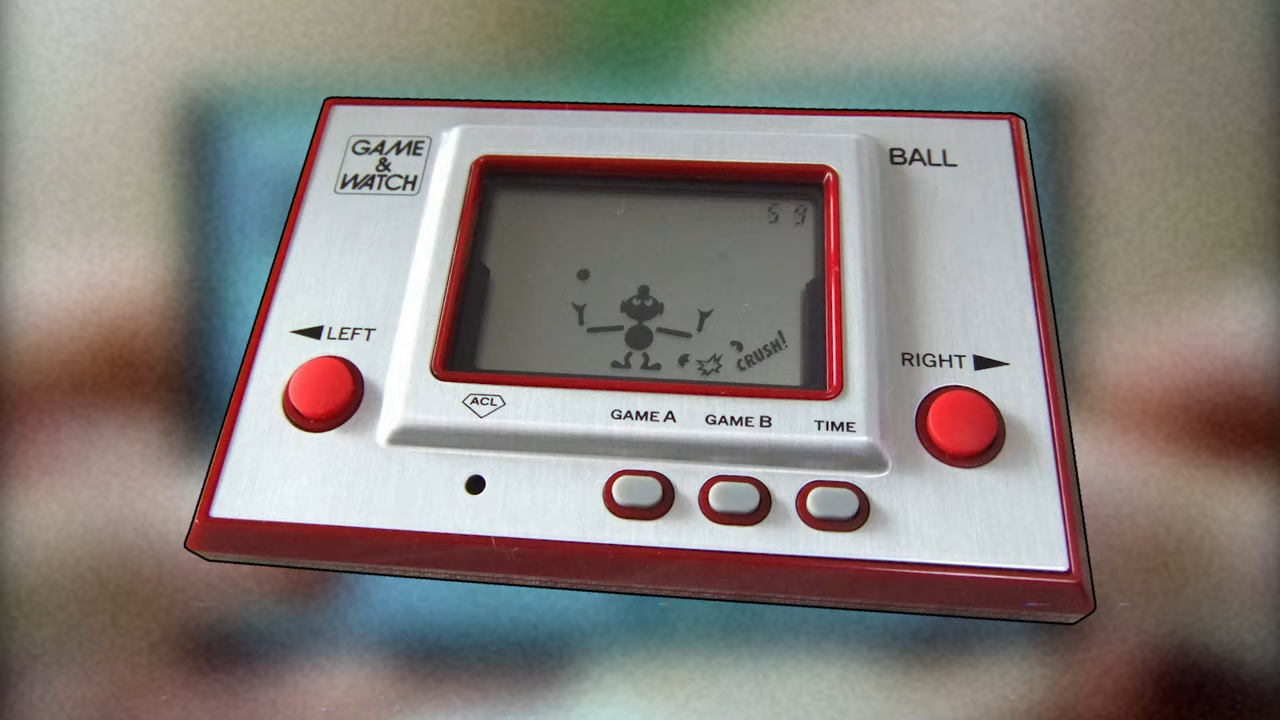 GAME
&
WATCH
BALL
59
CRUSH!
LEFT
RIGHT
ACL
GAME A
GAME B
TIME